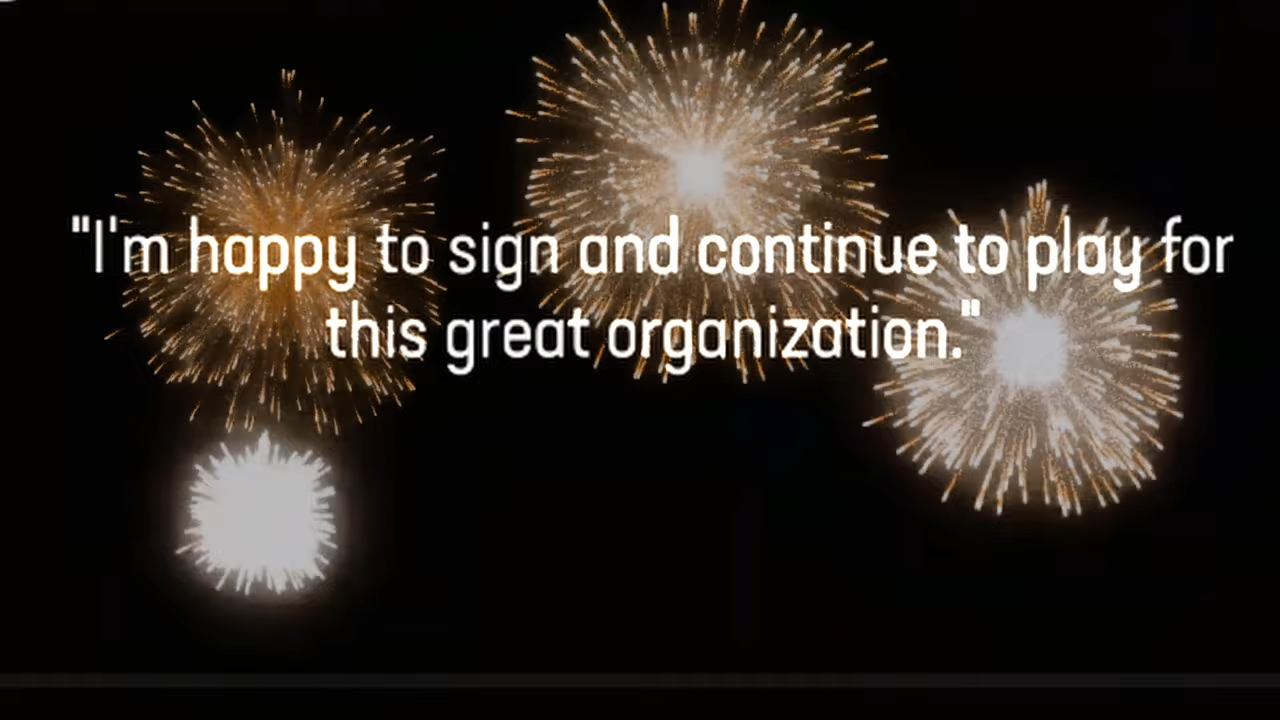 "I'm happy to sign and continue to play for
this great organization."